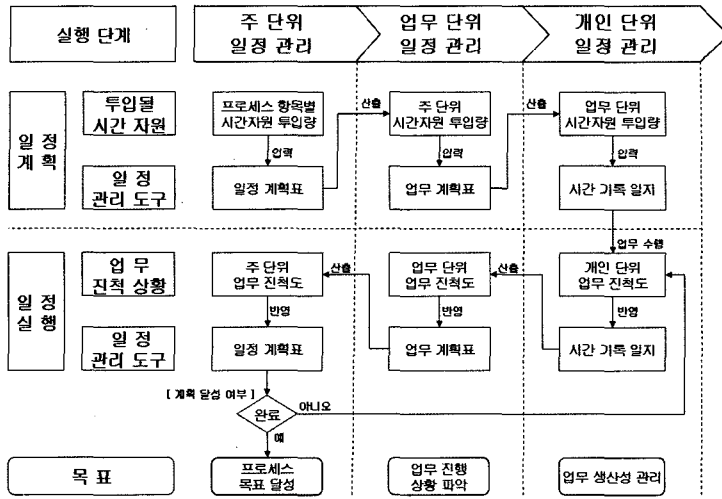 실행 단계
주 단위
일정 관리
업무 단위
일정 관리
개인 단위
일정 관리
일 정
계 획
투입될
시간 자원
프로세스 항목별
시간자원 투입량
산출
주 단위
시간자원 투입량
산출
업무 단위
시간자원 투입량
입력
입력
입력
일 정
관리 도구
일정 계획표
업무 계획표
시간 기록 일지
업무 수행
일 정
실 행
업 무
진척 상황
주 단위
업무 진척도
산출
업무 단위
업무 진척도
산출
개인 단위
업무 진척도
반영
반영
반영
일 정
관리 도구
일정 계획표
업무 계획표
시간 기록 일지
[ 계획 달성 여부 ]
완료
아니오
예
목 표
프로세스
목표 달성
업무 진행
상황 파악
업무 생산성 관리